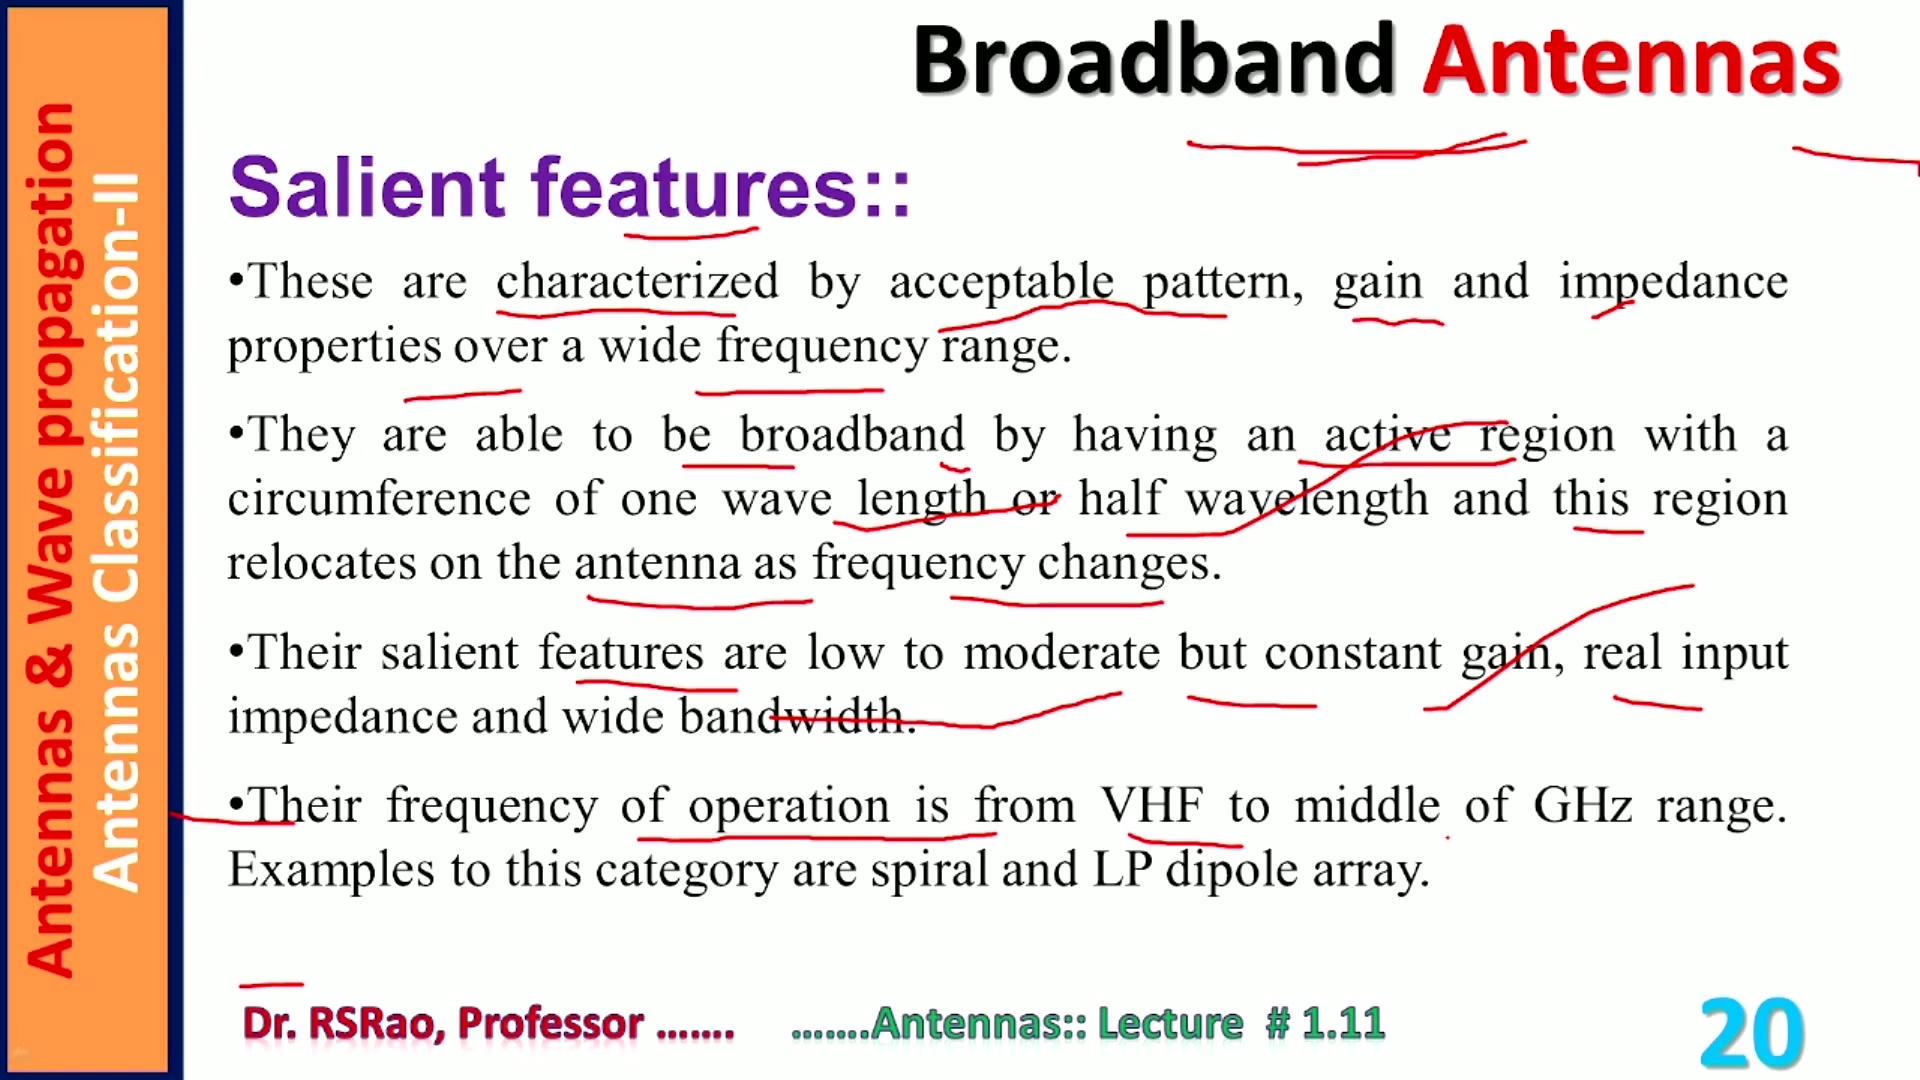 Broadband Antennas
Antennas & Wave propagation
Antennas Classification-II
Salient features::
•These are characterized by acceptable pattern, gain and impedance
properties over a wide frequency range.
•They are able to be broadband by having an active region with a
circumference of one wave length or half wavelength and this region
relocates on the antenna as frequency changes.
•Their salient features are low to moderate but constant gain, real input
impedance and wide bandwidth.
•Their frequency of operation is from VHF to middle of GHz range.
Examples to this category are spiral and LP dipole array.
Dr. RSRao, Professor ....... .......Antennas:: Lecture # 1.11
20